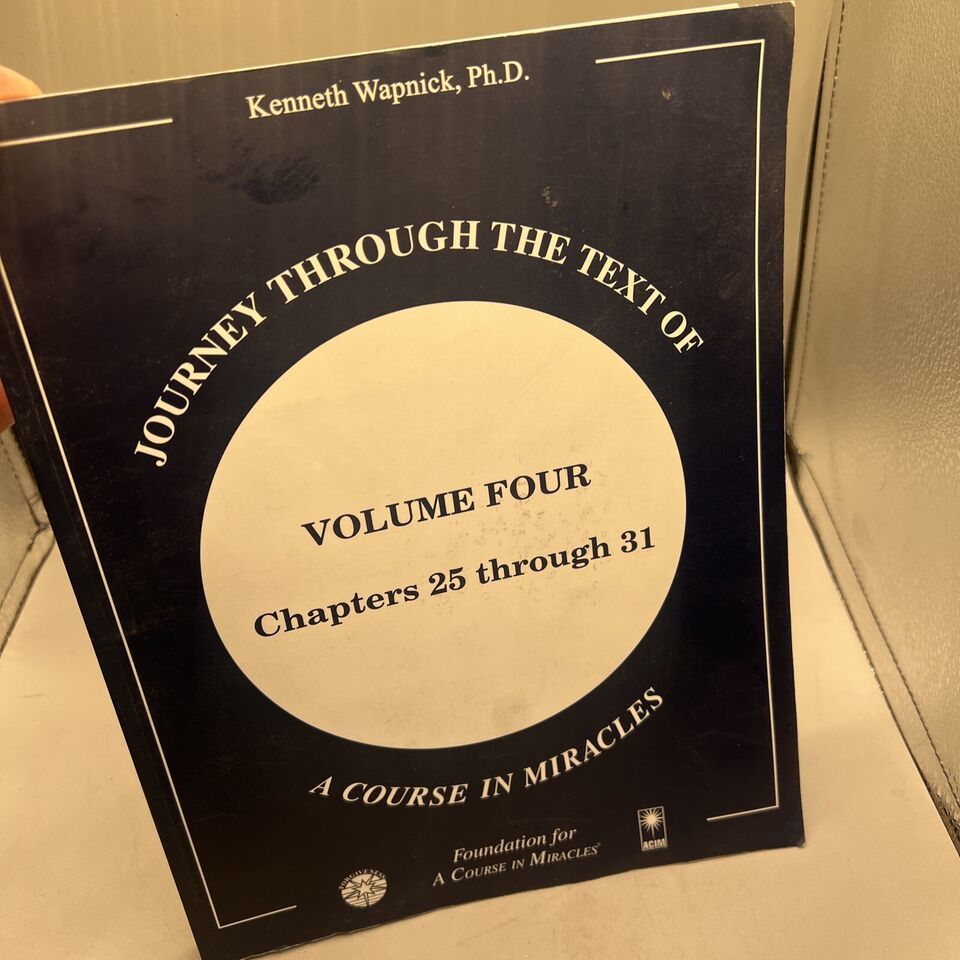 Kenneth Wapnick, Ph.D.
JOURNEY THROUGH THE TEXT OF
VOLUME FOUR
Chapters 25 through 31
A COURSE IN MIRACLES
Foundation for
A COURSE IN MIRACLES®
FORGIVENESS
ACIM